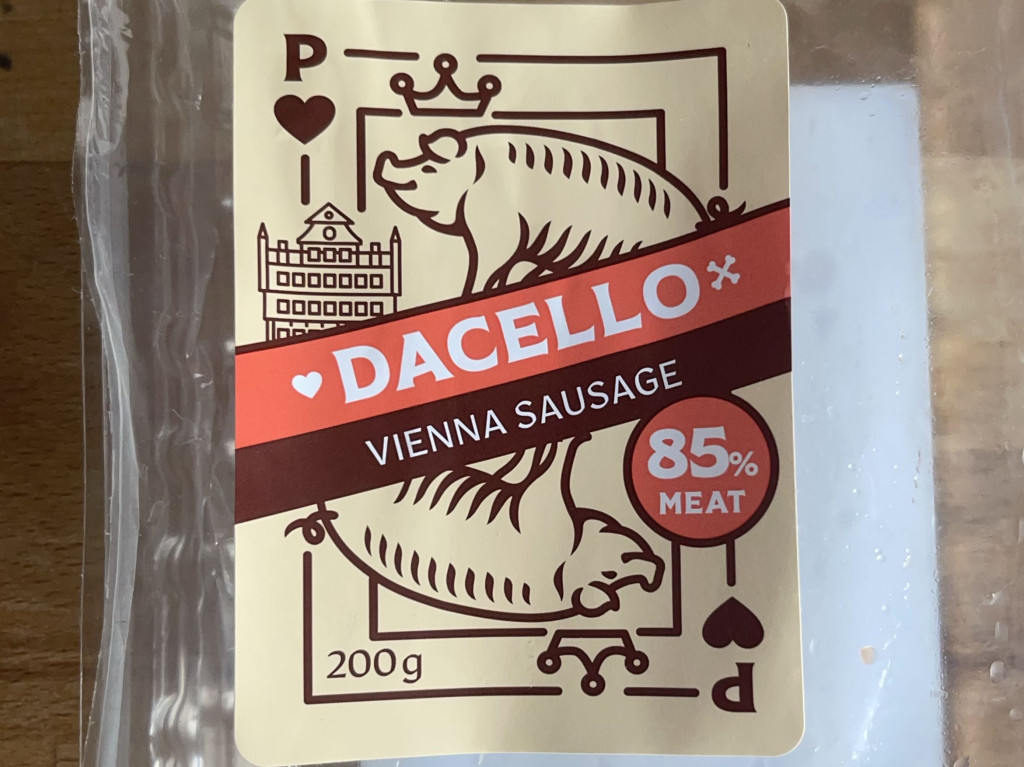 P
DACELLO
VIENNA SAUSAGE
85%
MEAT
200g
P